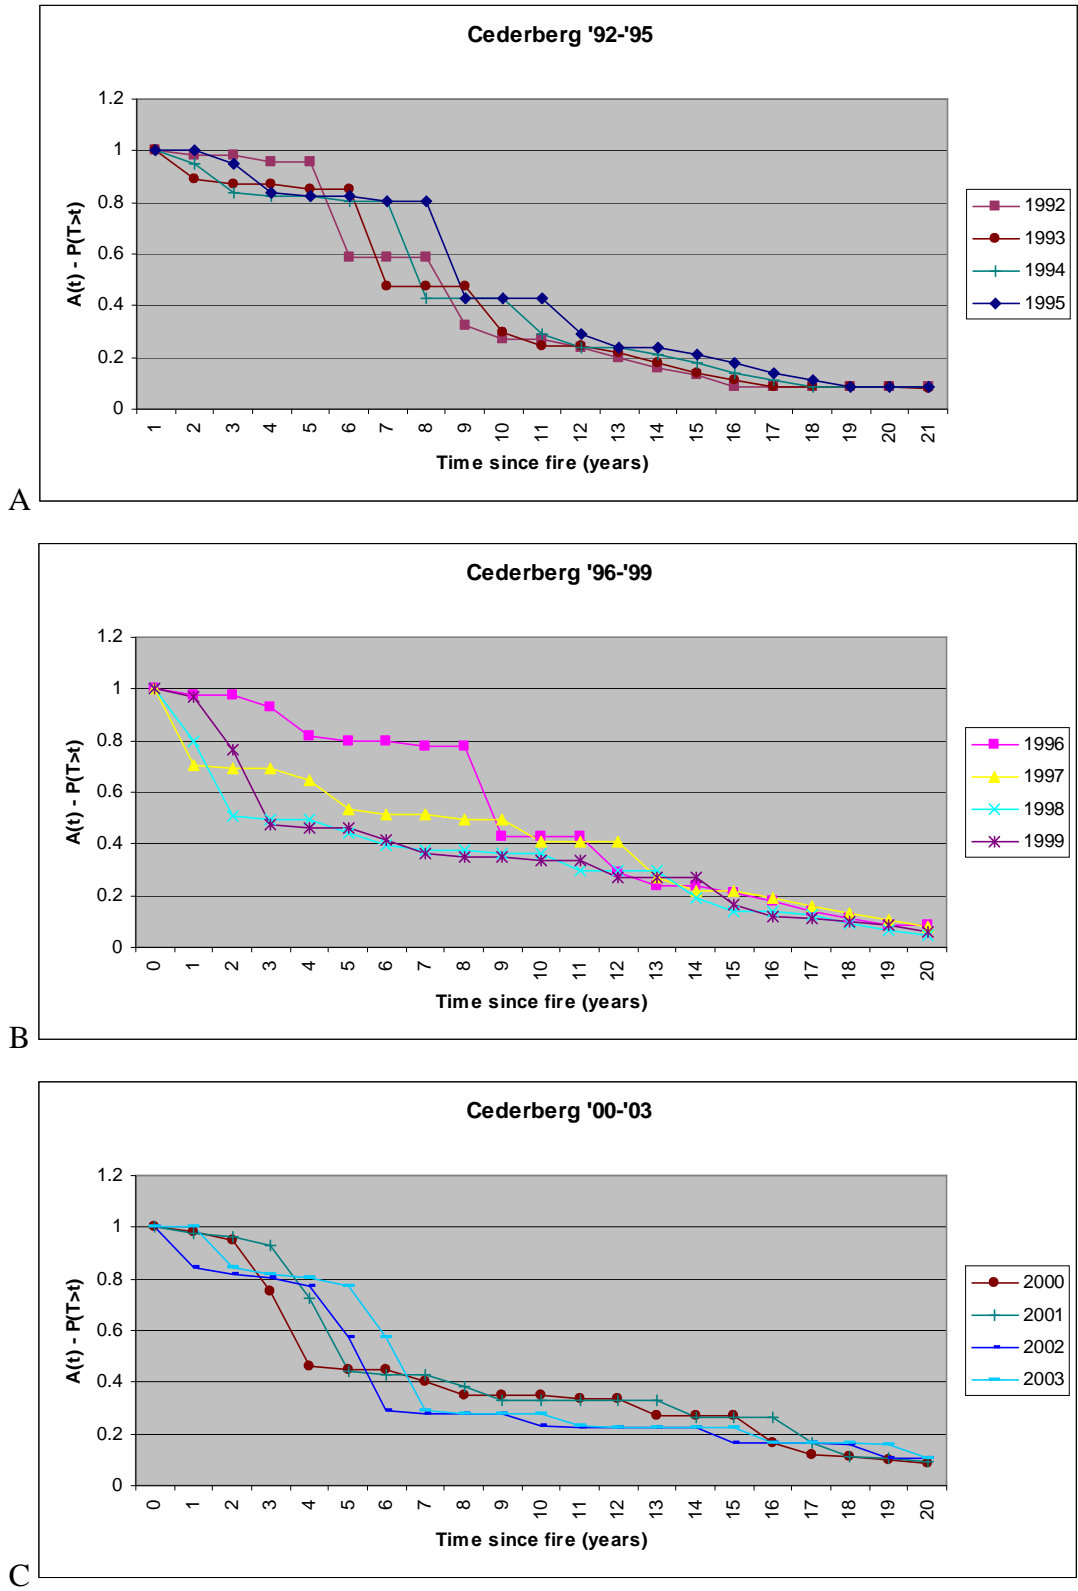 Cederberg '92-'95
1.2
1
0.8
0.6
0.4
0.2
0
A(t) - P(T>t)
1 2 3 4 5 6 7 8 9 10 11 12 13 14 15 16 17 18 19 20 21
Time since fire (years)
1992
1993
1994
1995
A
Cederberg '96-'99
1.2
1
0.8
0.6
0.4
0.2
0
A(t) - P(T>t)
0 1 2 3 4 5 6 7 8 9 10 11 12 13 14 15 16 17 18 19 20
Time since fire (years)
1996
1997
1998
1999
B
Cederberg '00-'03
1.2
1
0.8
0.6
0.4
0.2
0
A(t) - P(T>t)
0 1 2 3 4 5 6 7 8 9 10 11 12 13 14 15 16 17 18 19 20
Time since fire (years)
2000
2001
2002
2003
C